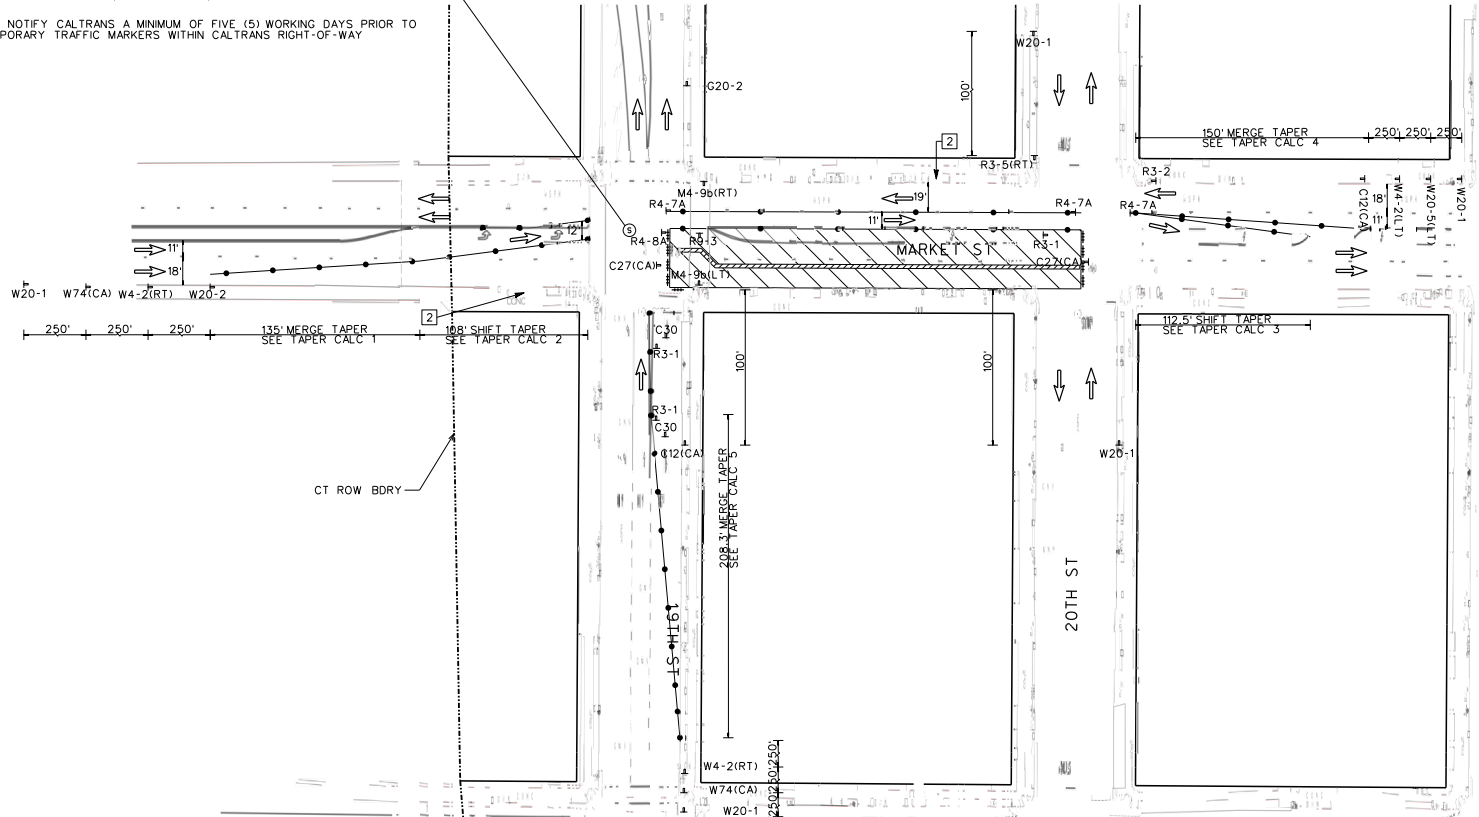 NOTIFY CALTRANS A MINIMUM OF FIVE (5) WORKING DAYS PRIOR TO
PORARY TRAFFIC MARKERS WITHIN CALTRANS RIGHT-OF-WAY
W20-1
G20-2
100'
2
150' MERGE TAPER
SEE TAPER CALC 4
250' 250' 250'
R3-5(RT)
R3-2
M4-9b(RT)
19'
R4-7A
R4-7A
R4-7A
11'
18'
11'
C12(CA)
W4-2(LT)
W20-5(LT)
W20-1
12'
S
R4-8A
R9-3
R3-1
MARKET ST
11'
18'
C27(CA)
C27(CA)
M4-9b(LT)
W20-1
W74(CA)
W4-2(RT)
W20-2
2
250'
250'
250'
135' MERGE TAPER
SEE TAPER CALC 1
108' SHIFT TAPER
SEE TAPER CALC 2
112.5' SHIFT TAPER
SEE TAPER CALC 3
C30
R3-1
100'
100'
R3-1
C30
C12(CA)
W20-1
CT ROW BDRY
208.3' MERGE TAPER
SEE TAPER CALC 5
19TH ST
20TH ST
W4-2(RT)
W74(CA)
W20-1
250'
250'
250'